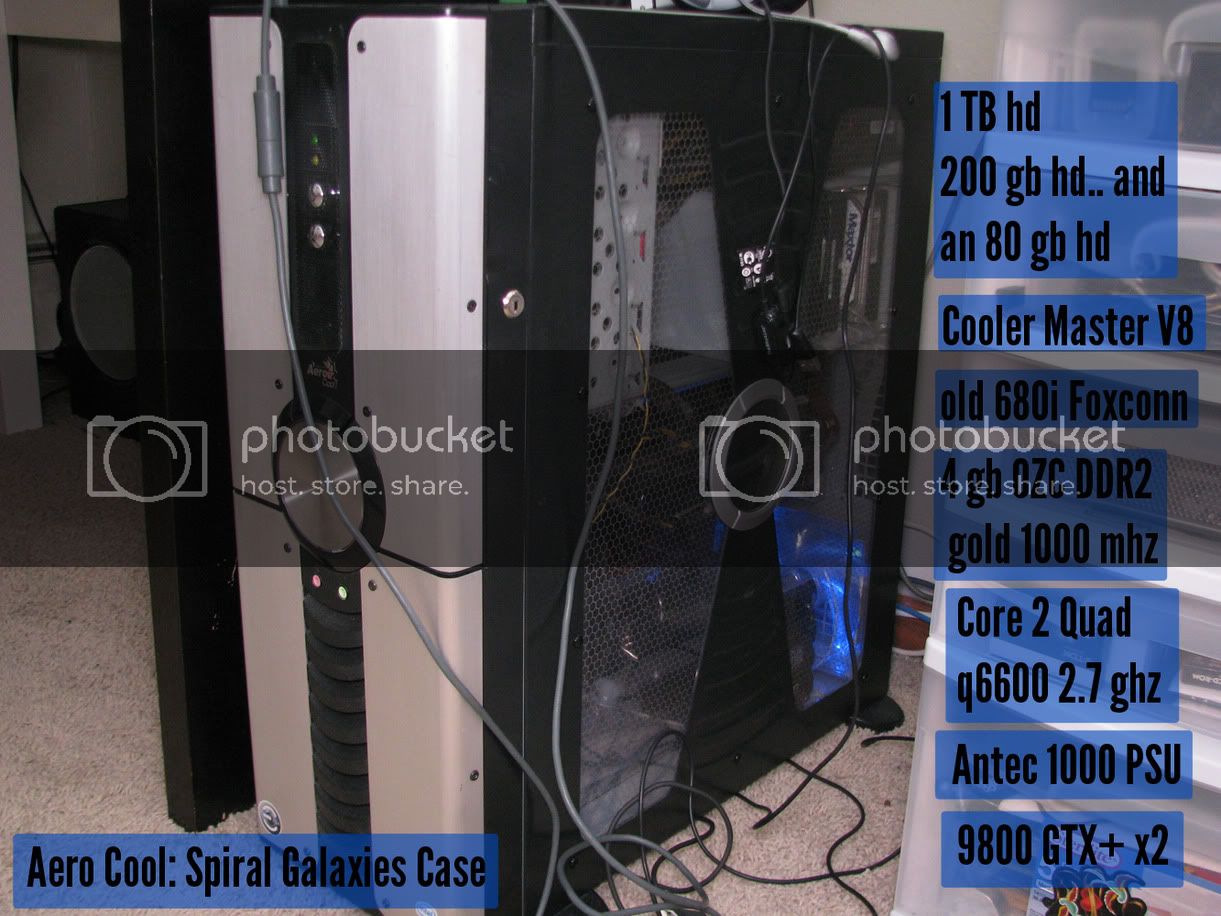 1 TB hd
200 gb hd.. and
an 80 gb hd
Cooler Master V8
old 680i Foxconn
4 gb OZC DDR2
gold 1000 mhz
Core 2 Quad
q6600 2.7 ghz
Antec 1000 PSU
9800 GTX+ x2
Aero Cool: Spiral Galaxies Case
Aero
Cool
Maxtor
photobucket
host. store. share.
photobucket
host. store. share.